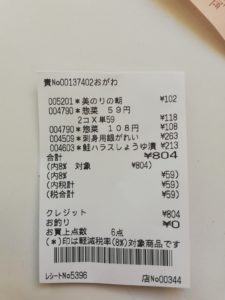 責No00137402おがわ
005201*美のりの朝 ¥102
004790*惣菜 59円
2コX単59 ¥118
004790*惣菜 108円 ¥108
004509*刺身用銀がれい ¥263
004603*鮭ハラスしょうゆ漬 ¥213
合計 ¥804
(内8% 対象 ¥804)
(内8% ¥59)
(内税計 ¥59)
(税合計 ¥59)
クレジット ¥804
お釣り ¥0
お買上点数 6点
(*)印は軽減税率(8%)対象商品です
レシートNo5396 店No00344